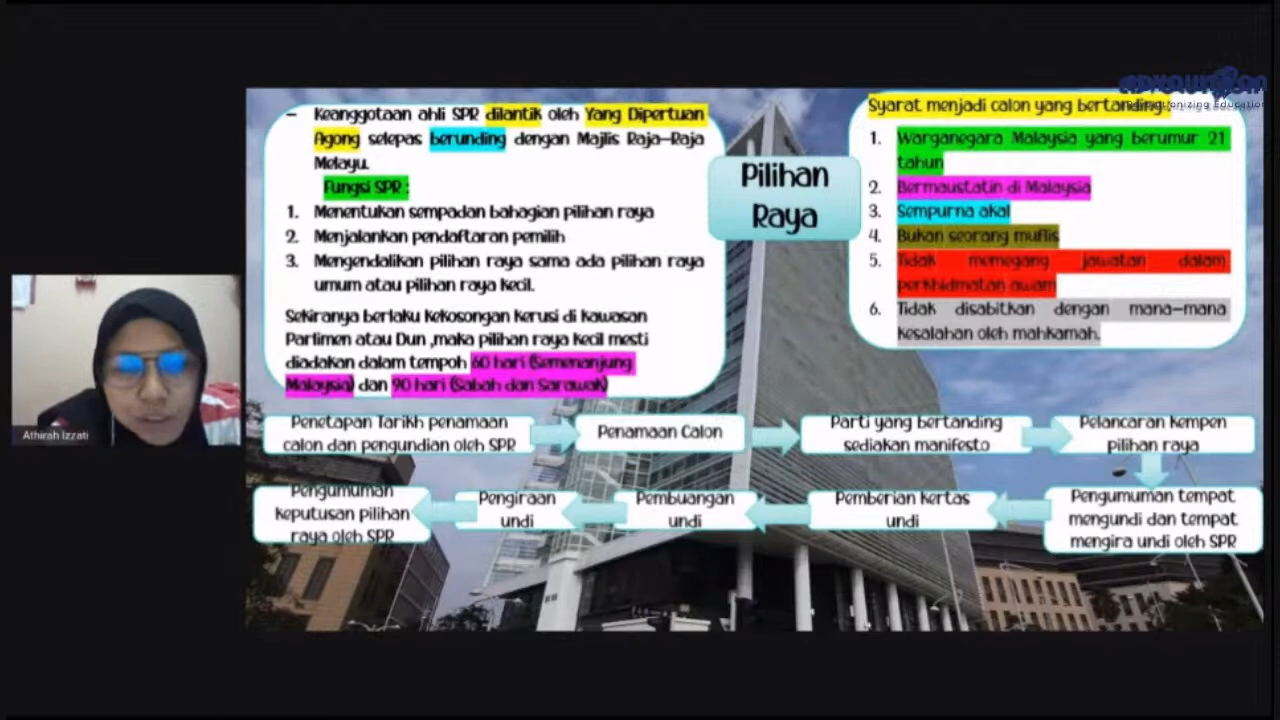 - Keanggotaan ahli SPR dilantik oleh Yang Dipertuan
Agong selepas berunding dengan Majlis Raja-Raja
Melayu.
Fungsi SPR :
1. Menentukan sempadan bahagian pilihan raya
2. Menjalankan pendaftaran pemilih
3. Mengendalikan pilihan raya sama ada pilihan raya
umum atau pilihan raya kecil.
Sekiranya berlaku kekosongan kerusi di kawasan
Parlimen atau Dun ,maka pilihan raya kecil mesti
diadakan dalam tempoh 60 hari (Semenanjung
Malaysia) dan 90 hari (Sabah dan Sarawak)
Pilihan
Raya
Syarat menjadi calon yang bertanding:
1. Warganegara Malaysia yang berumur 21
tahun
2. Bermaustatin di Malaysia
3. Sempurna akal
4. Bukan seorang muflis
5. Tidak memegang jawatan dalam
perkhidmatan awam
6. Tidak disabitkan dengan mana-mana
kesalahan oleh mahkamah.
Penetapan Tarikh penamaan
calon dan pengundian oleh SPR
Penamaan Calon
Parti yang bertanding
sediakan manifesto
Pelancaran kempen
pilihan raya
Pengumuman tempat
mengundi dan tempat
mengira undi oleh SPR
Pemberian kertas
undi
Pembuangan
undi
Pengiraan
undi
Pengumuman
keputusan pilihan
raya oleh SPR
Athirah Izzati